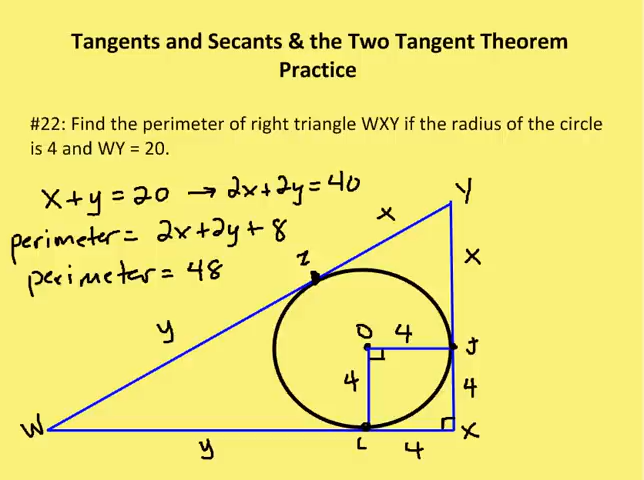 Tangents and Secants & the Two Tangent Theorem
Practice
#22: Find the perimeter of right triangle WXY if the radius of the circle
is 4 and WY = 20.
x + y = 20 → 2x + 2y = 40
perimeter = 2x + 2y + 8
perimeter = 48
Y
x
x
Z
y
O
4
J
4
4
W
X
y
L
4